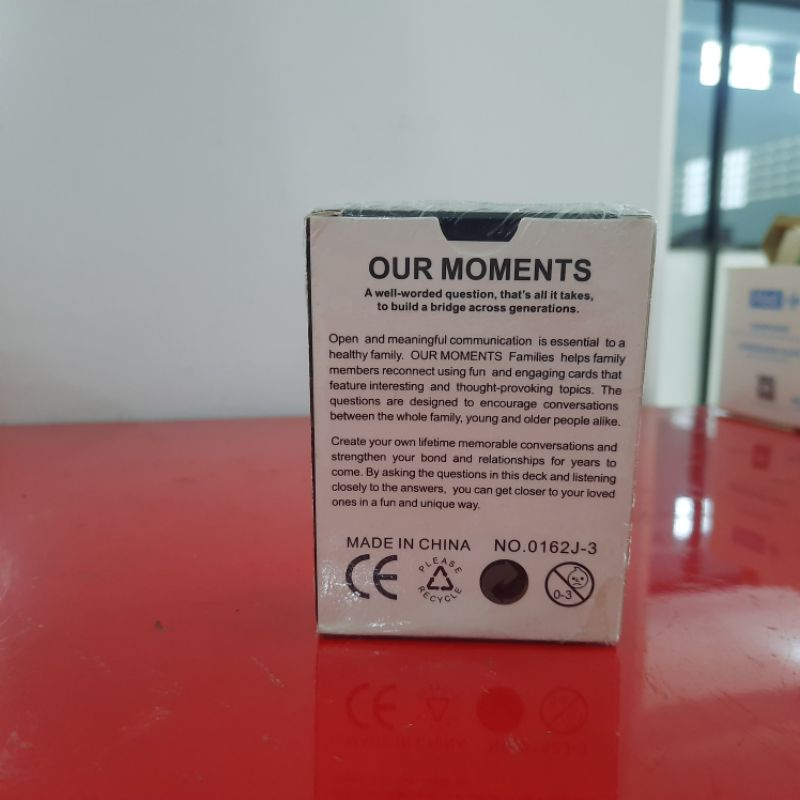 OUR MOMENTS
A well-worded question, that's all it takes,
to build a bridge across generations.
Open and meaningful communication is essential to a
healthy family. OUR MOMENTS Families helps family
members reconnect using fun and engaging cards that
feature interesting and thought-provoking topics. The
questions are designed to encourage conversations
between the whole family, young and older people alike.
Create your own lifetime memorable conversations and
strengthen your bond and relationships for years to
come. By asking the questions in this deck and listening
closely to the answers, you can get closer to your loved
ones in a fun and unique way.
MADE IN CHINA NO.0162J-3
CE
PLEASE
RECYCLE
0-3